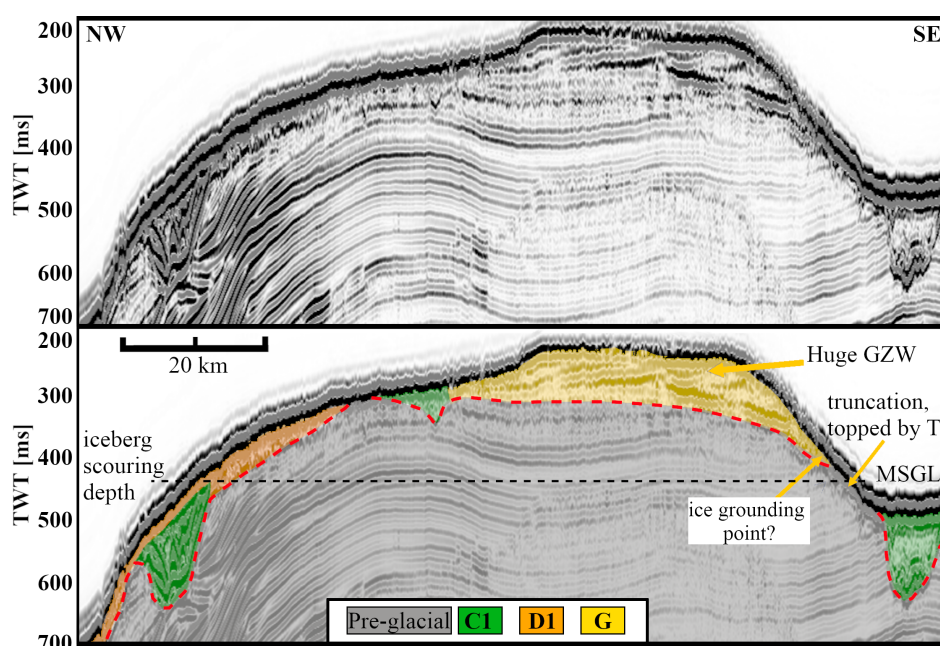 NW
SE
TWT [ms]
200
300
400
500
600
700
20 km
TWT [ms]
200
300
400
500
600
700
Huge GZW
truncation,
topped by T
iceberg
scouring
depth
MSGL
ice grounding
point?
Pre-glacial
C1
D1
G